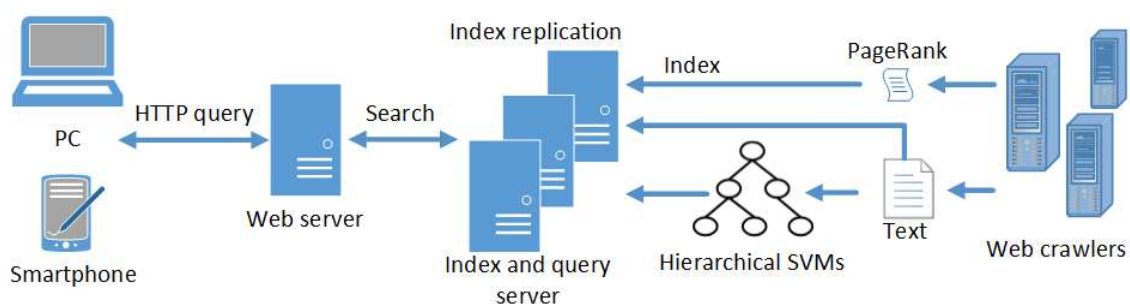 Index replication
PageRank
Index
HTTP query
Search
PC
Web server
Text
Smartphone
Index and query
server
Hierarchical SVMs
Web crawlers